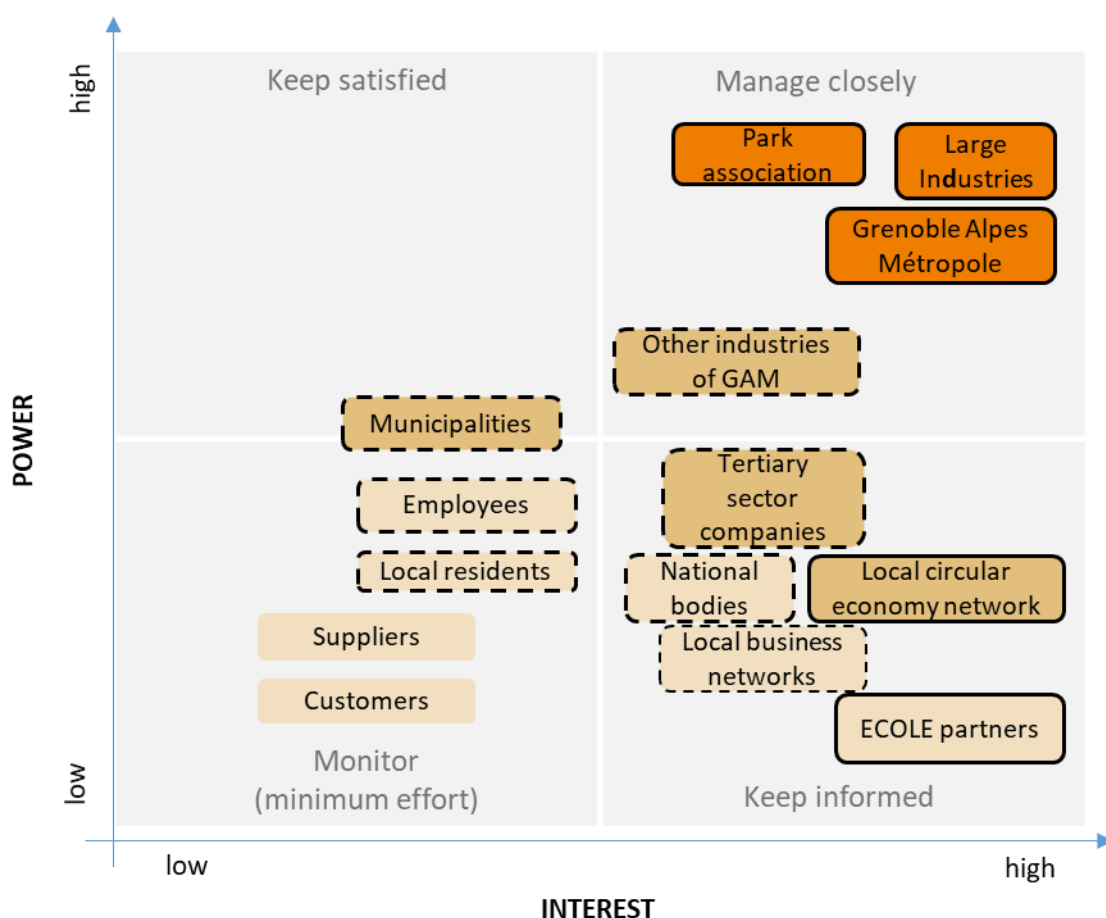 high
Keep satisfied
Manage closely
Park
association
Large
Industries
Grenoble Alpes
Métropole
Other industries
of GAM
Municipalities
POWER
Employees
Tertiary
sector
companies
Local residents
National
bodies
Local circular
economy network
Suppliers
Local business
networks
Customers
ECOLE partners
Monitor
(minimum effort)
Keep informed
low
low
high
INTEREST